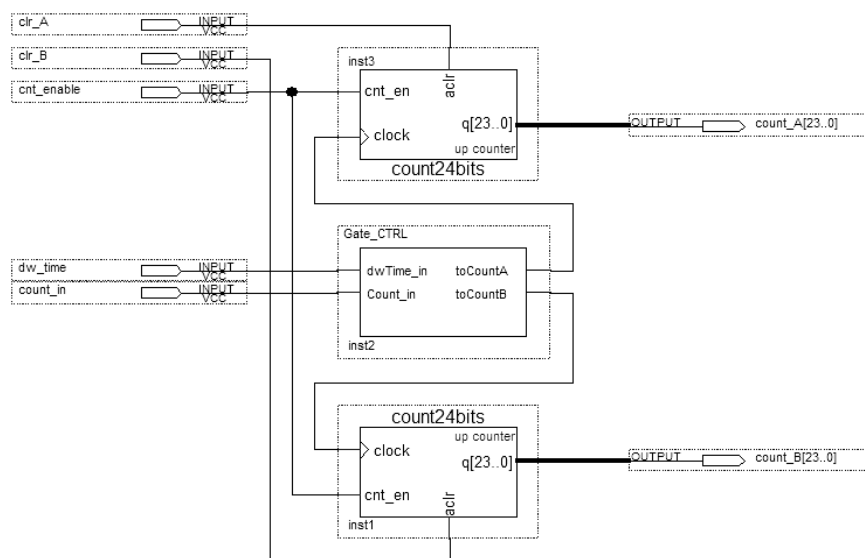 clr_A INPUT VCC
clr_B INPUT VCC
cnt_enable INPUT VCC
inst3
aclr
cnt_en
clock
q[23..0]
up counter
count24bits
OUTPUT count_A[23..0]
Gate_CTRL
dw_time INPUT VCC
count_in INPUT VCC
dwTime_in toCountA
Count_in toCountB
inst2
count24bits
up counter
clock
q[23..0]
cnt_en
aclr
inst1
OUTPUT count_B[23..0]